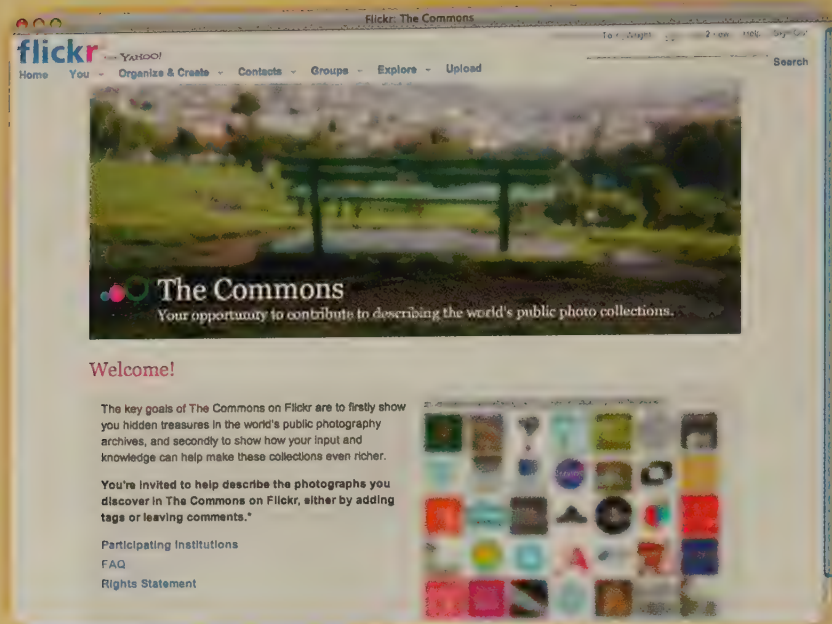 Flickr: The Commons
flickr YAHOO!
Home You Organize & Create Contacts Groups Explore Upload
Search
The Commons
Your opportunity to contribute to describing the world's public photo collections.
Welcome!
The key goals of The Commons on Flickr are to firstly show
you hidden treasures in the world's public photography
archives, and secondly to show how your input and
knowledge can help make these collections even richer.
You're invited to help describe the photographs you
discover in The Commons on Flickr, either by adding
tags or leaving comments.*
Participating Institutions
FAQ
Rights Statement